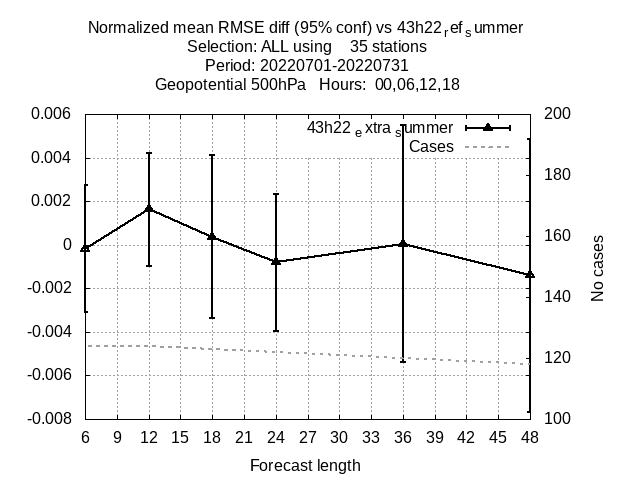 Normalized mean RMSE diff (95% conf) vs 43h22refsummer
Selection: ALL using 35 stations
Period: 20220701-20220731
Geopotential 500hPa Hours: 00,06,12,18
43h22extrasummer
Cases
0.006
0.004
0.002
0
-0.002
-0.004
-0.006
-0.008
200
180
160
140
120
100
No cases
6 9 12 15 18 21 24 27 30 33 36 39 42 45 48
Forecast length